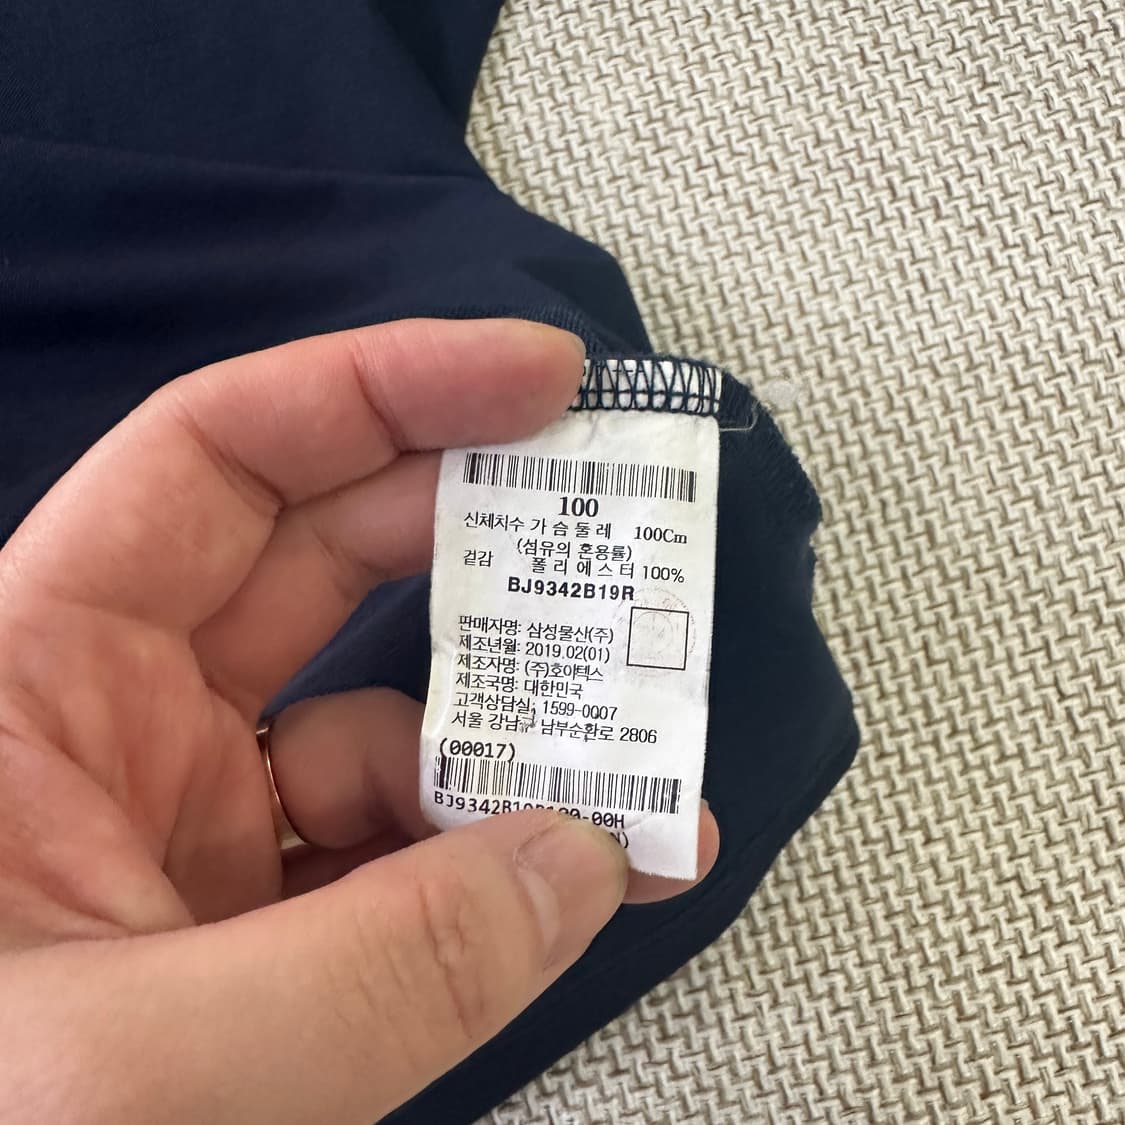 100
신체치수 가슴둘레 100Cm
(섬유의 혼용률)
겉감 폴리에스터 100%
BJ9342B19R
판매자명: 삼성물산(주)
제조년월: 2019.02(01)
제조자명: (주)호야텍스
제조국명: 대한민국
고객상담실: 1599-0007
서울 강남구 남부순환로 2806
(00017)